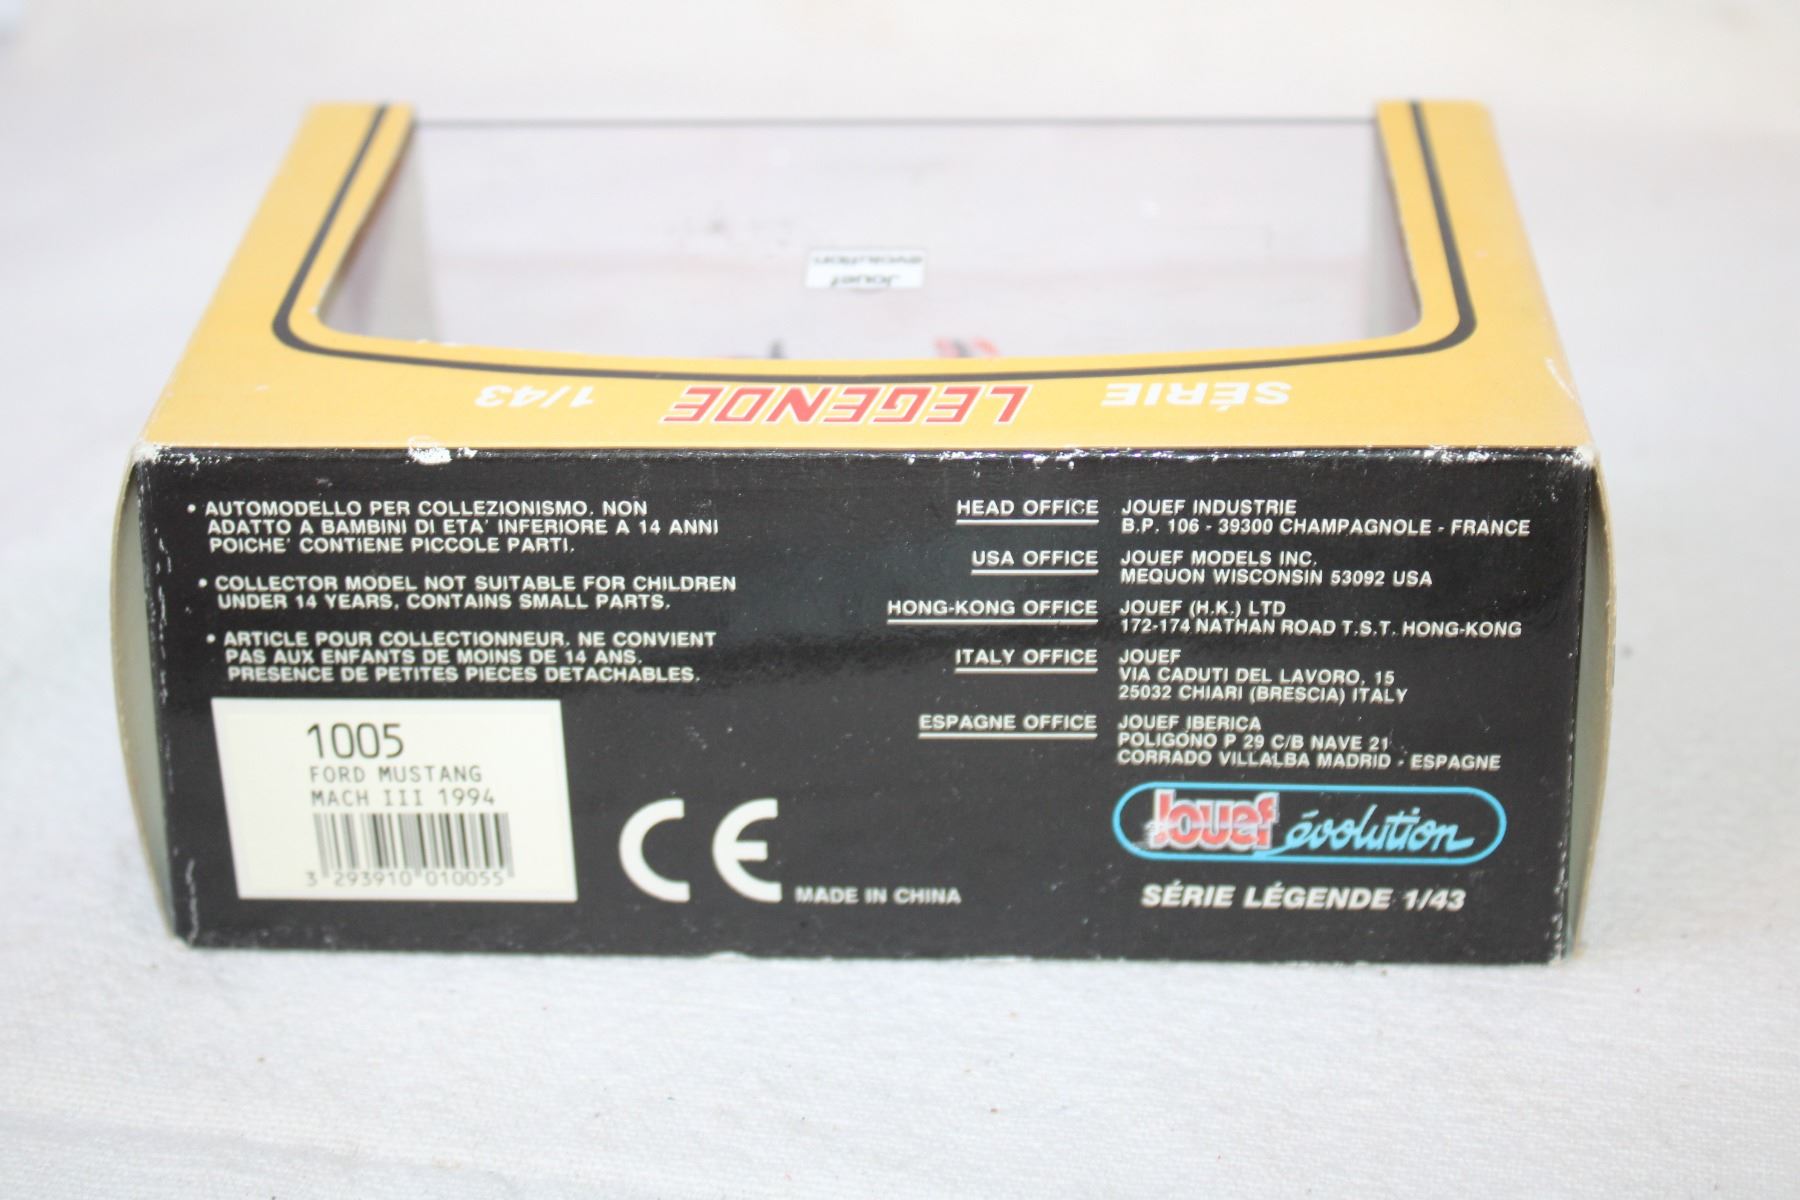 Jouef
évolution
SÉRIE LEGENDE 1/43
• AUTOMODELLO PER COLLEZIONISMO. NON
ADATTO A BAMBINI DI ETA' INFERIORE A 14 ANNI
POICHE' CONTIENE PICCOLE PARTI.
• COLLECTOR MODEL NOT SUITABLE FOR CHILDREN
UNDER 14 YEARS, CONTAINS SMALL PARTS.
• ARTICLE POUR COLLECTIONNEUR. NE CONVIENT
PAS AUX ENFANTS DE MOINS DE 14 ANS.
PRESENCE DE PETITES PIECES DETACHABLES.
1005
FORD MUSTANG
MACH III 1994
3 293910 010055
CE
MADE IN CHINA
HEAD OFFICE JOUEF INDUSTRIE
B.P. 106 - 39300 CHAMPAGNOLE - FRANCE
USA OFFICE JOUEF MODELS INC.
MEQUON WISCONSIN 53092 USA
HONG-KONG OFFICE JOUEF (H.K.) LTD
172-174 NATHAN ROAD T.S.T. HONG-KONG
ITALY OFFICE JOUEF
VIA CADUTI DEL LAVORO, 15
25032 CHIARI (BRESCIA) ITALY
ESPAGNE OFFICE JOUEF IBERICA
POLIGONO P 29 C/B NAVE 21
CORRADO VILLALBA MADRID - ESPAGNE
Jouef évolution
SÉRIE LÉGENDE 1/43